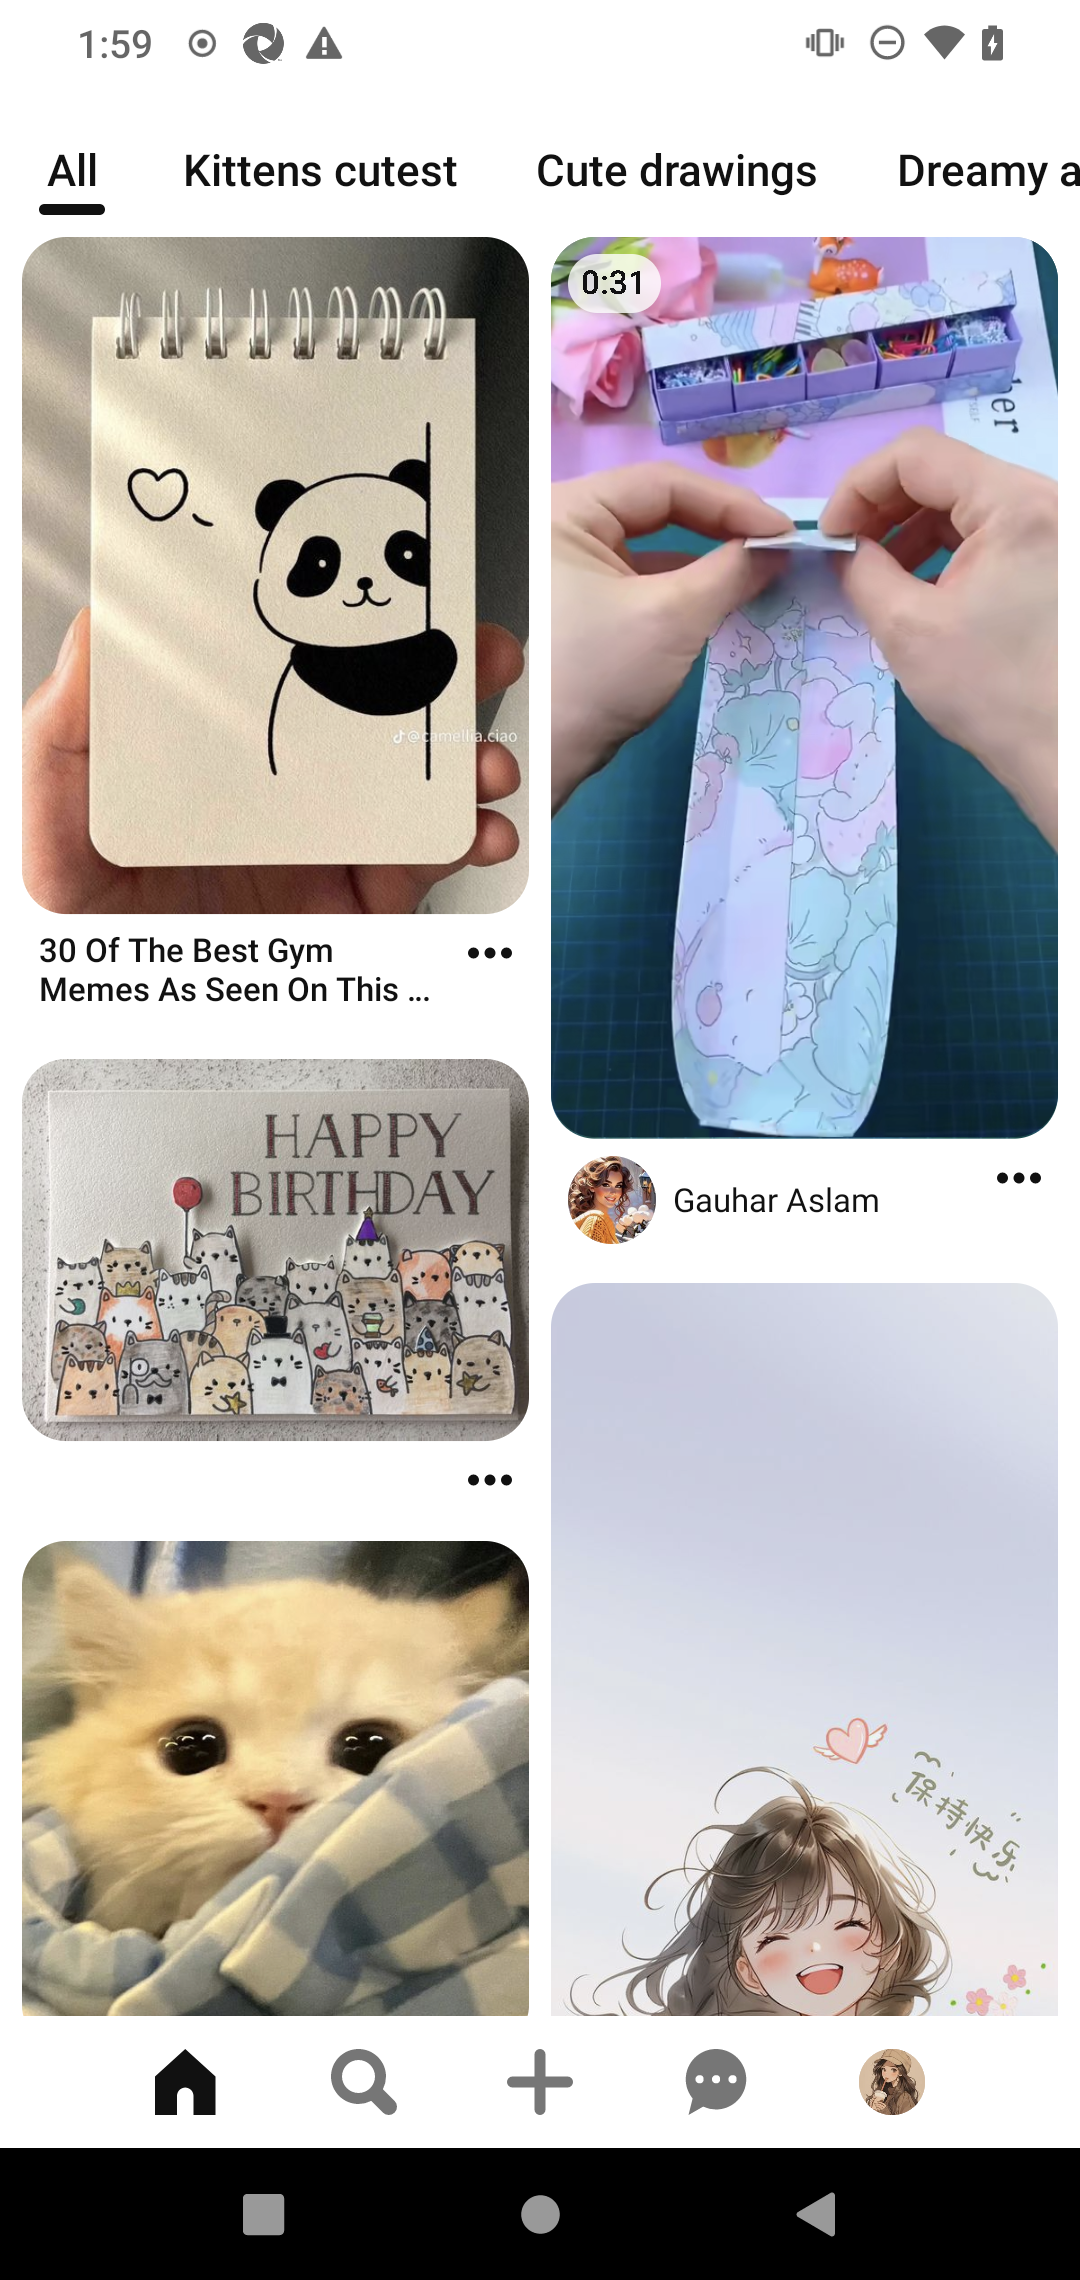 1:59
All
Kittens cutest
Cute drawings
Dreamy a
@camellia.ciao
30 Of The Best Gym
Memes As Seen On This ...
HAPPY
BIRTHDAY
0:31
er
Gauhar Aslam
保持快乐